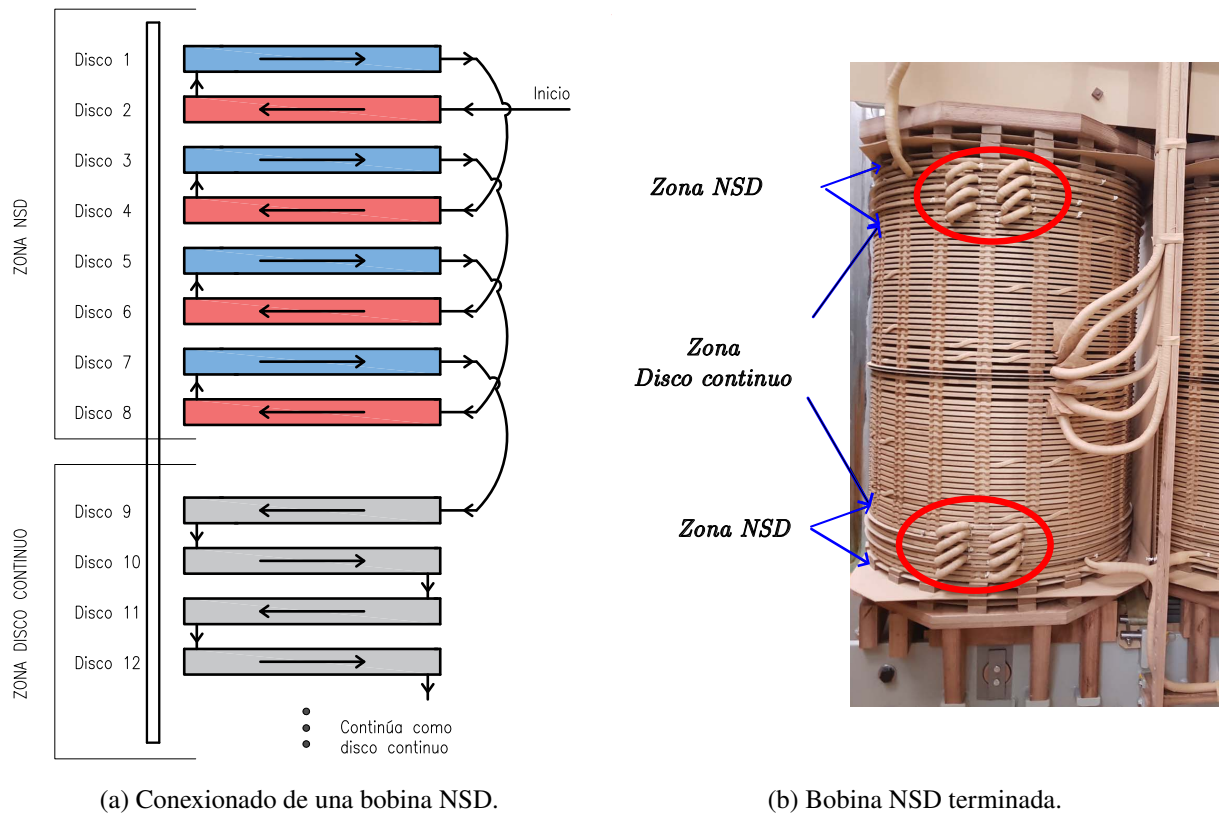 ZONA NSD
Disco 1
Disco 2
Inicio
Disco 3
Disco 4
Disco 5
Disco 6
Disco 7
Disco 8
ZONA DISCO CONTINUO
Disco 9
Disco 10
Disco 11
Disco 12
Continúa como
disco continuo
(a) Conexionado de una bobina NSD.
Zona NSD
Zona
Disco continuo
Zona NSD
(b) Bobina NSD terminada.